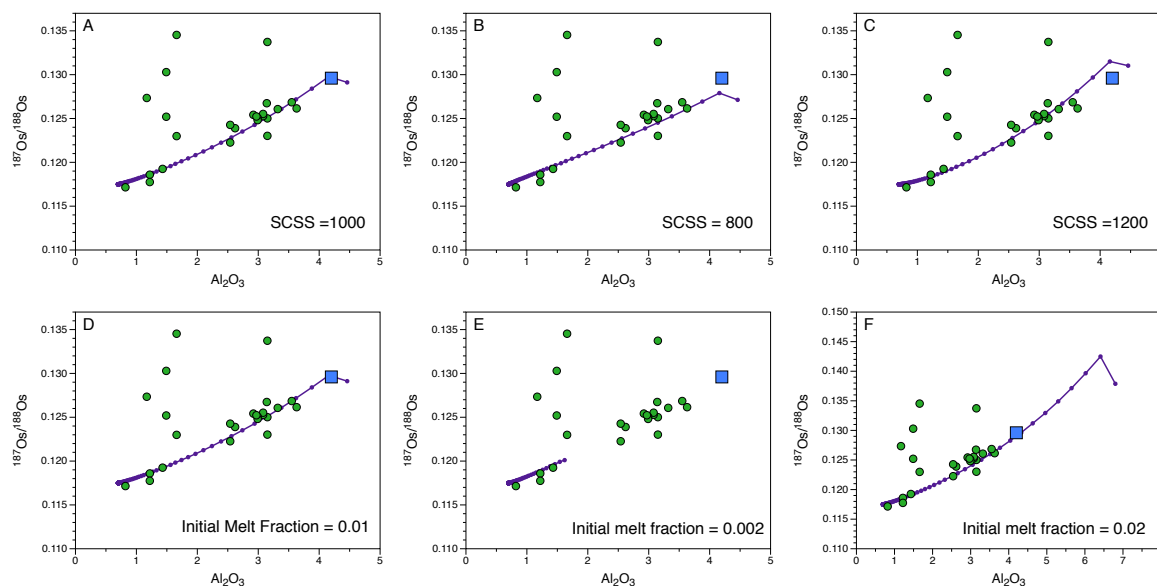 A
0.135
0.130
0.125
0.120
0.115
0.110
187Os/188Os
SCSS =1000
0 1 2 3 4 5
Al2O3
B
0.135
0.130
0.125
0.120
0.115
0.110
187Os/188Os
SCSS = 800
0 1 2 3 4 5
Al2O3
C
0.135
0.130
0.125
0.120
0.115
0.110
187Os/188Os
SCSS =1200
0 1 2 3 4
Al2O3
D
0.135
0.130
0.125
0.120
0.115
0.110
187Os/188Os
Initial Melt Fraction = 0.01
0 1 2 3 4 5
Al2O3
E
0.135
0.130
0.125
0.120
0.115
0.110
187Os/188Os
Initial melt fraction = 0.002
0 1 2 3 4 5
Al2O3
F
0.150
0.145
0.140
0.135
0.130
0.125
0.120
0.115
0.110
187Os/188Os
Initial melt fraction = 0.02
0 1 2 3 4 5 6 7
Al2O3